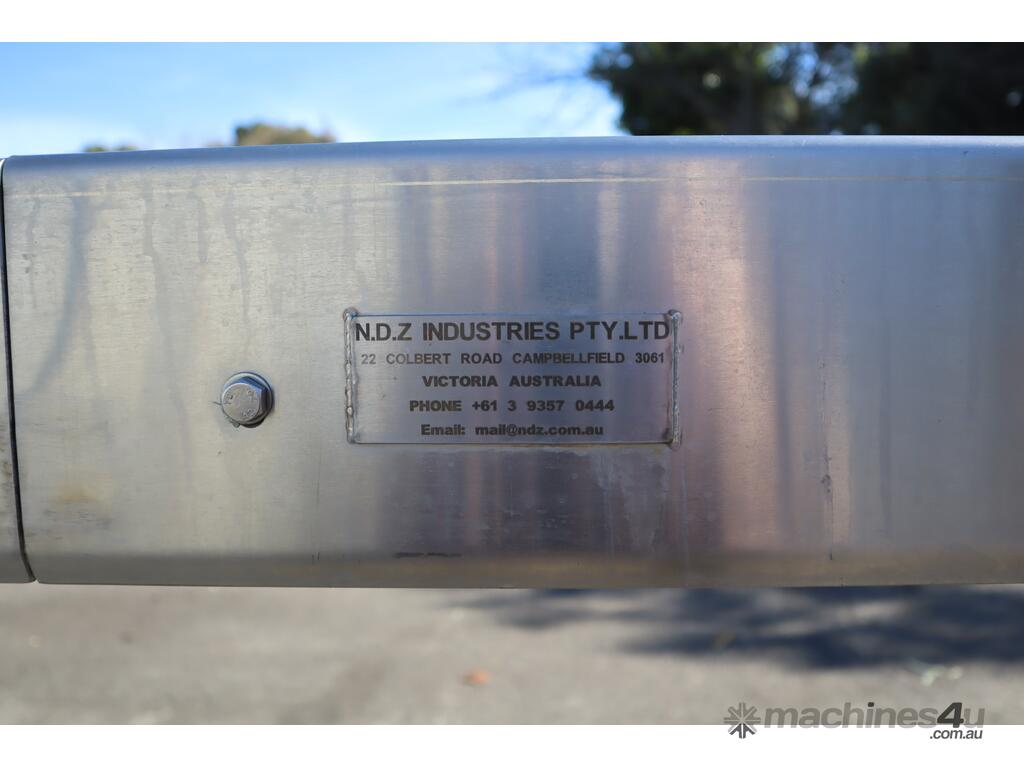 N.D.Z INDUSTRIES PTY.LTD
22 COLBERT ROAD CAMPBELLFIELD 3061
VICTORIA AUSTRALIA
PHONE +61 3 9357 0444
Email: mail@ndz.com.au
machines4u
.com.au